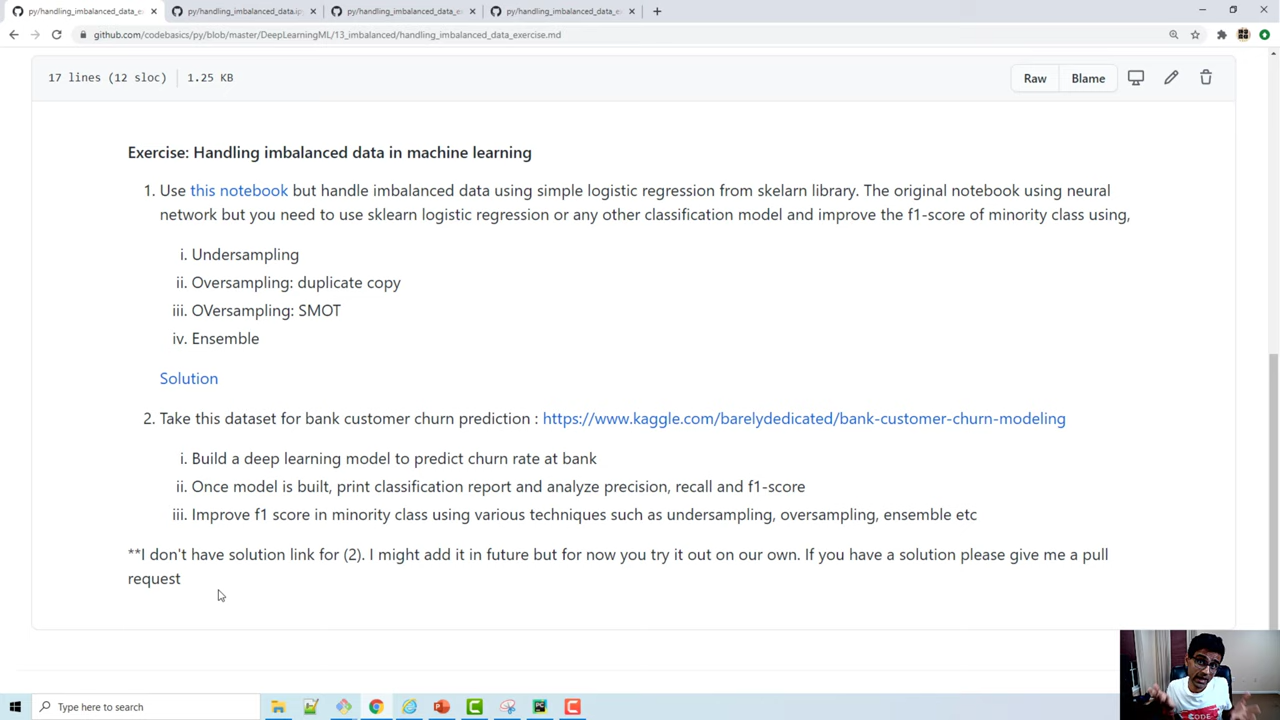 py/handling_imbalanced_data_ex
py/handling_imbalanced_data.ip
py/handling_imbalanced_data_e
py/handling_imbalanced_data_e
github.com/codebasics/py/blob/master/DeepLearningML/13_imbalanced/handling_imbalanced_data_exercise.md
17 lines (12 sloc) 1.25 KB
Raw Blame
Exercise: Handling imbalanced data in machine learning
1. Use this notebook but handle imbalanced data using simple logistic regression from skelarn library. The original notebook using neural
network but you need to use sklearn logistic regression or any other classification model and improve the f1-score of minority class using,
i. Undersampling
ii. Oversampling: duplicate copy
iii. OVersampling: SMOT
iv. Ensemble
Solution
2. Take this dataset for bank customer churn prediction : https://www.kaggle.com/barelydedicated/bank-customer-churn-modeling
i. Build a deep learning model to predict churn rate at bank
ii. Once model is built, print classification report and analyze precision, recall and f1-score
iii. Improve f1 score in minority class using various techniques such as undersampling, oversampling, ensemble etc
**I don't have solution link for (2). I might add it in future but for now you try it out on our own. If you have a solution please give me a pull
request
Type here to search
CODE